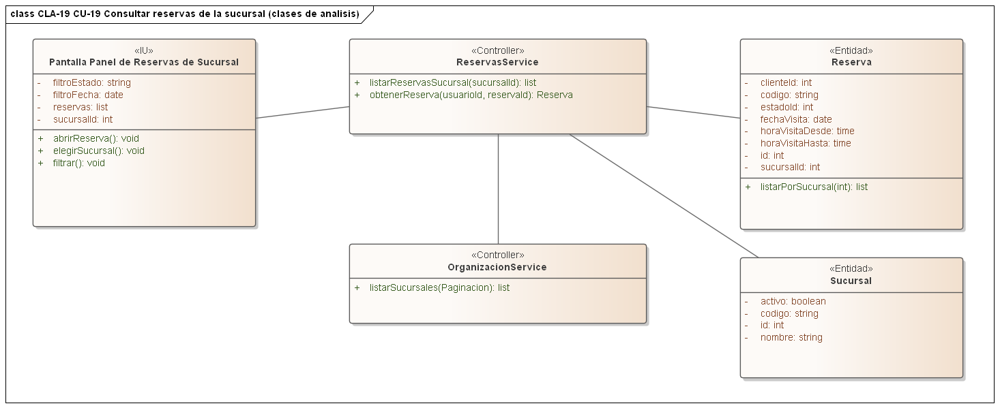 class CLA-19 CU-19 Consultar reservas de la sucursal (clases de analisis)
«IU»
Pantalla Panel de Reservas de Sucursal
- filtroEstado: string
- filtroFecha: date
- reservas: list
- sucursalId: int
+ abrirReserva(): void
+ elegirSucursal(): void
+ filtrar(): void
«Controller»
ReservasService
+ listarReservasSucursal(sucursalId): list
+ obtenerReserva(usuarioId, reservaId): Reserva
«Entidad»
Reserva
- clienteId: int
- codigo: string
- estadoId: int
- fechaVisita: date
- horaVisitaDesde: time
- horaVisitaHasta: time
- id: int
- sucursalId: int
+ listarPorSucursal(int): list
«Controller»
OrganizacionService
+ listarSucursales(Paginacion): list
«Entidad»
Sucursal
- activo: boolean
- codigo: string
- id: int
- nombre: string